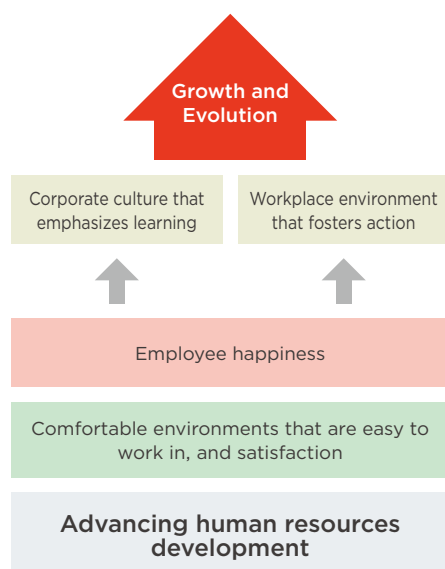 Growth and
Evolution
Corporate culture that
emphasizes learning
Workplace environment
that fosters action
Employee happiness
Comfortable environments that are easy to
work in, and satisfaction
Advancing human resources
development